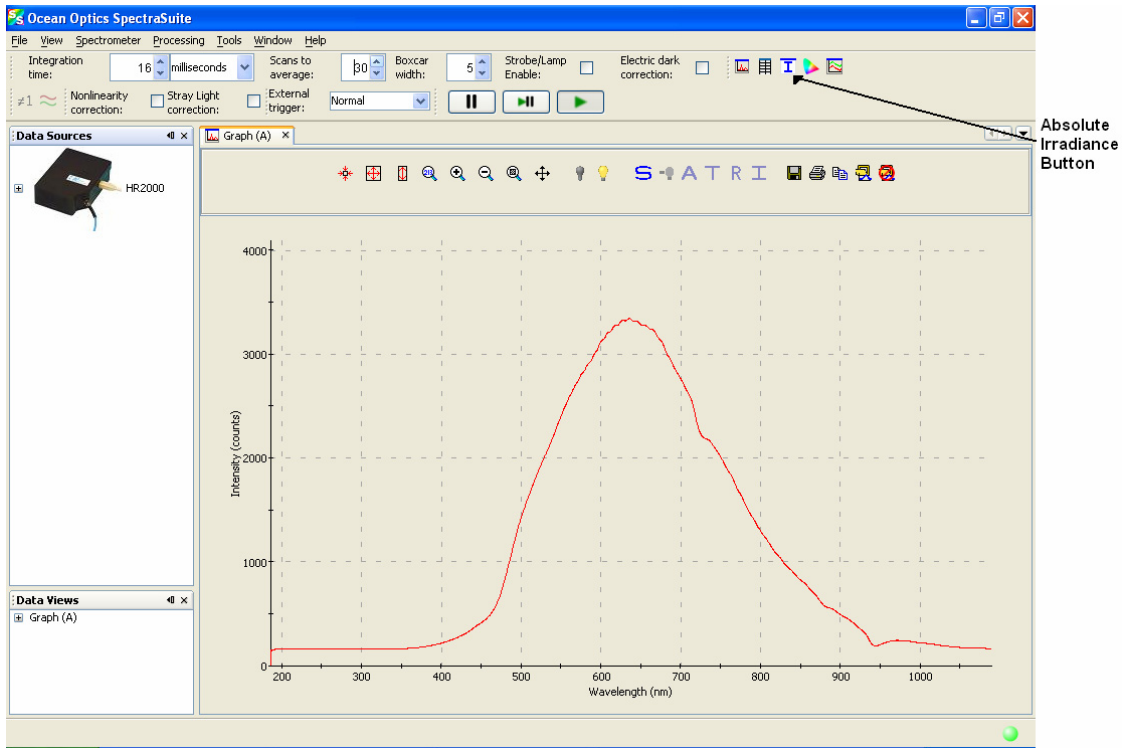 Ocean Optics SpectraSuite
File View Spectrometer Processing Tools Window Help
Integration time: 16 milliseconds
Scans to average: 30
Boxcar width: 5
Strobe/Lamp Enable:
Electric dark correction:
≠1 Nonlinearity correction:
Stray Light correction:
External trigger: Normal
Absolute
Irradiance
Button
Data Sources
HR2000
Graph (A)
S A T R I
4000
3000
2000
1000
0
Intensity (counts)
200 300 400 500 600 700 800 900 1000
Wavelength (nm)
Data Views
Graph (A)